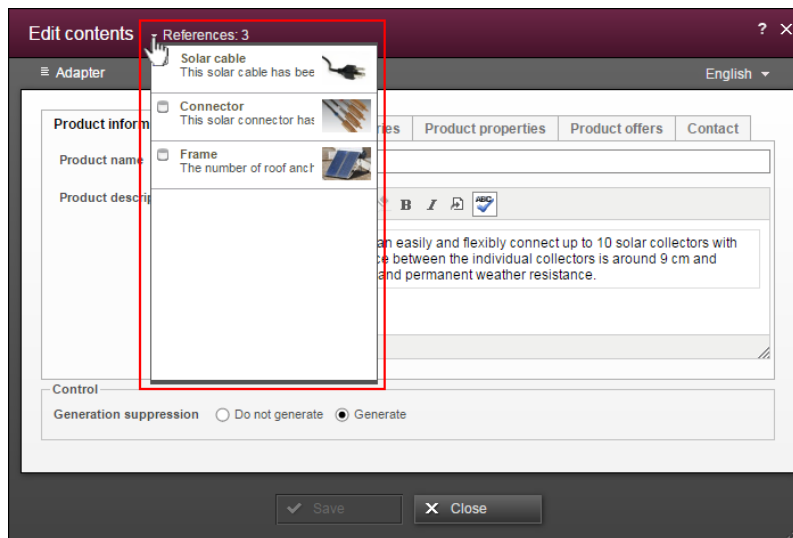 Edit contents
References: 3
?
Solar cable
This solar cable has bee
Adapter
English
Connector
This solar connector has
Product inform
ries
Product properties
Product offers
Contact
Frame
The number of roof anch
Product name
Product descrip
B I ABC
an easily and flexibly connect up to 10 solar collectors with
ce between the individual collectors is around 9 cm and
and permanent weather resistance.
Control
Generation suppression
Do not generate
Generate
Save
X Close